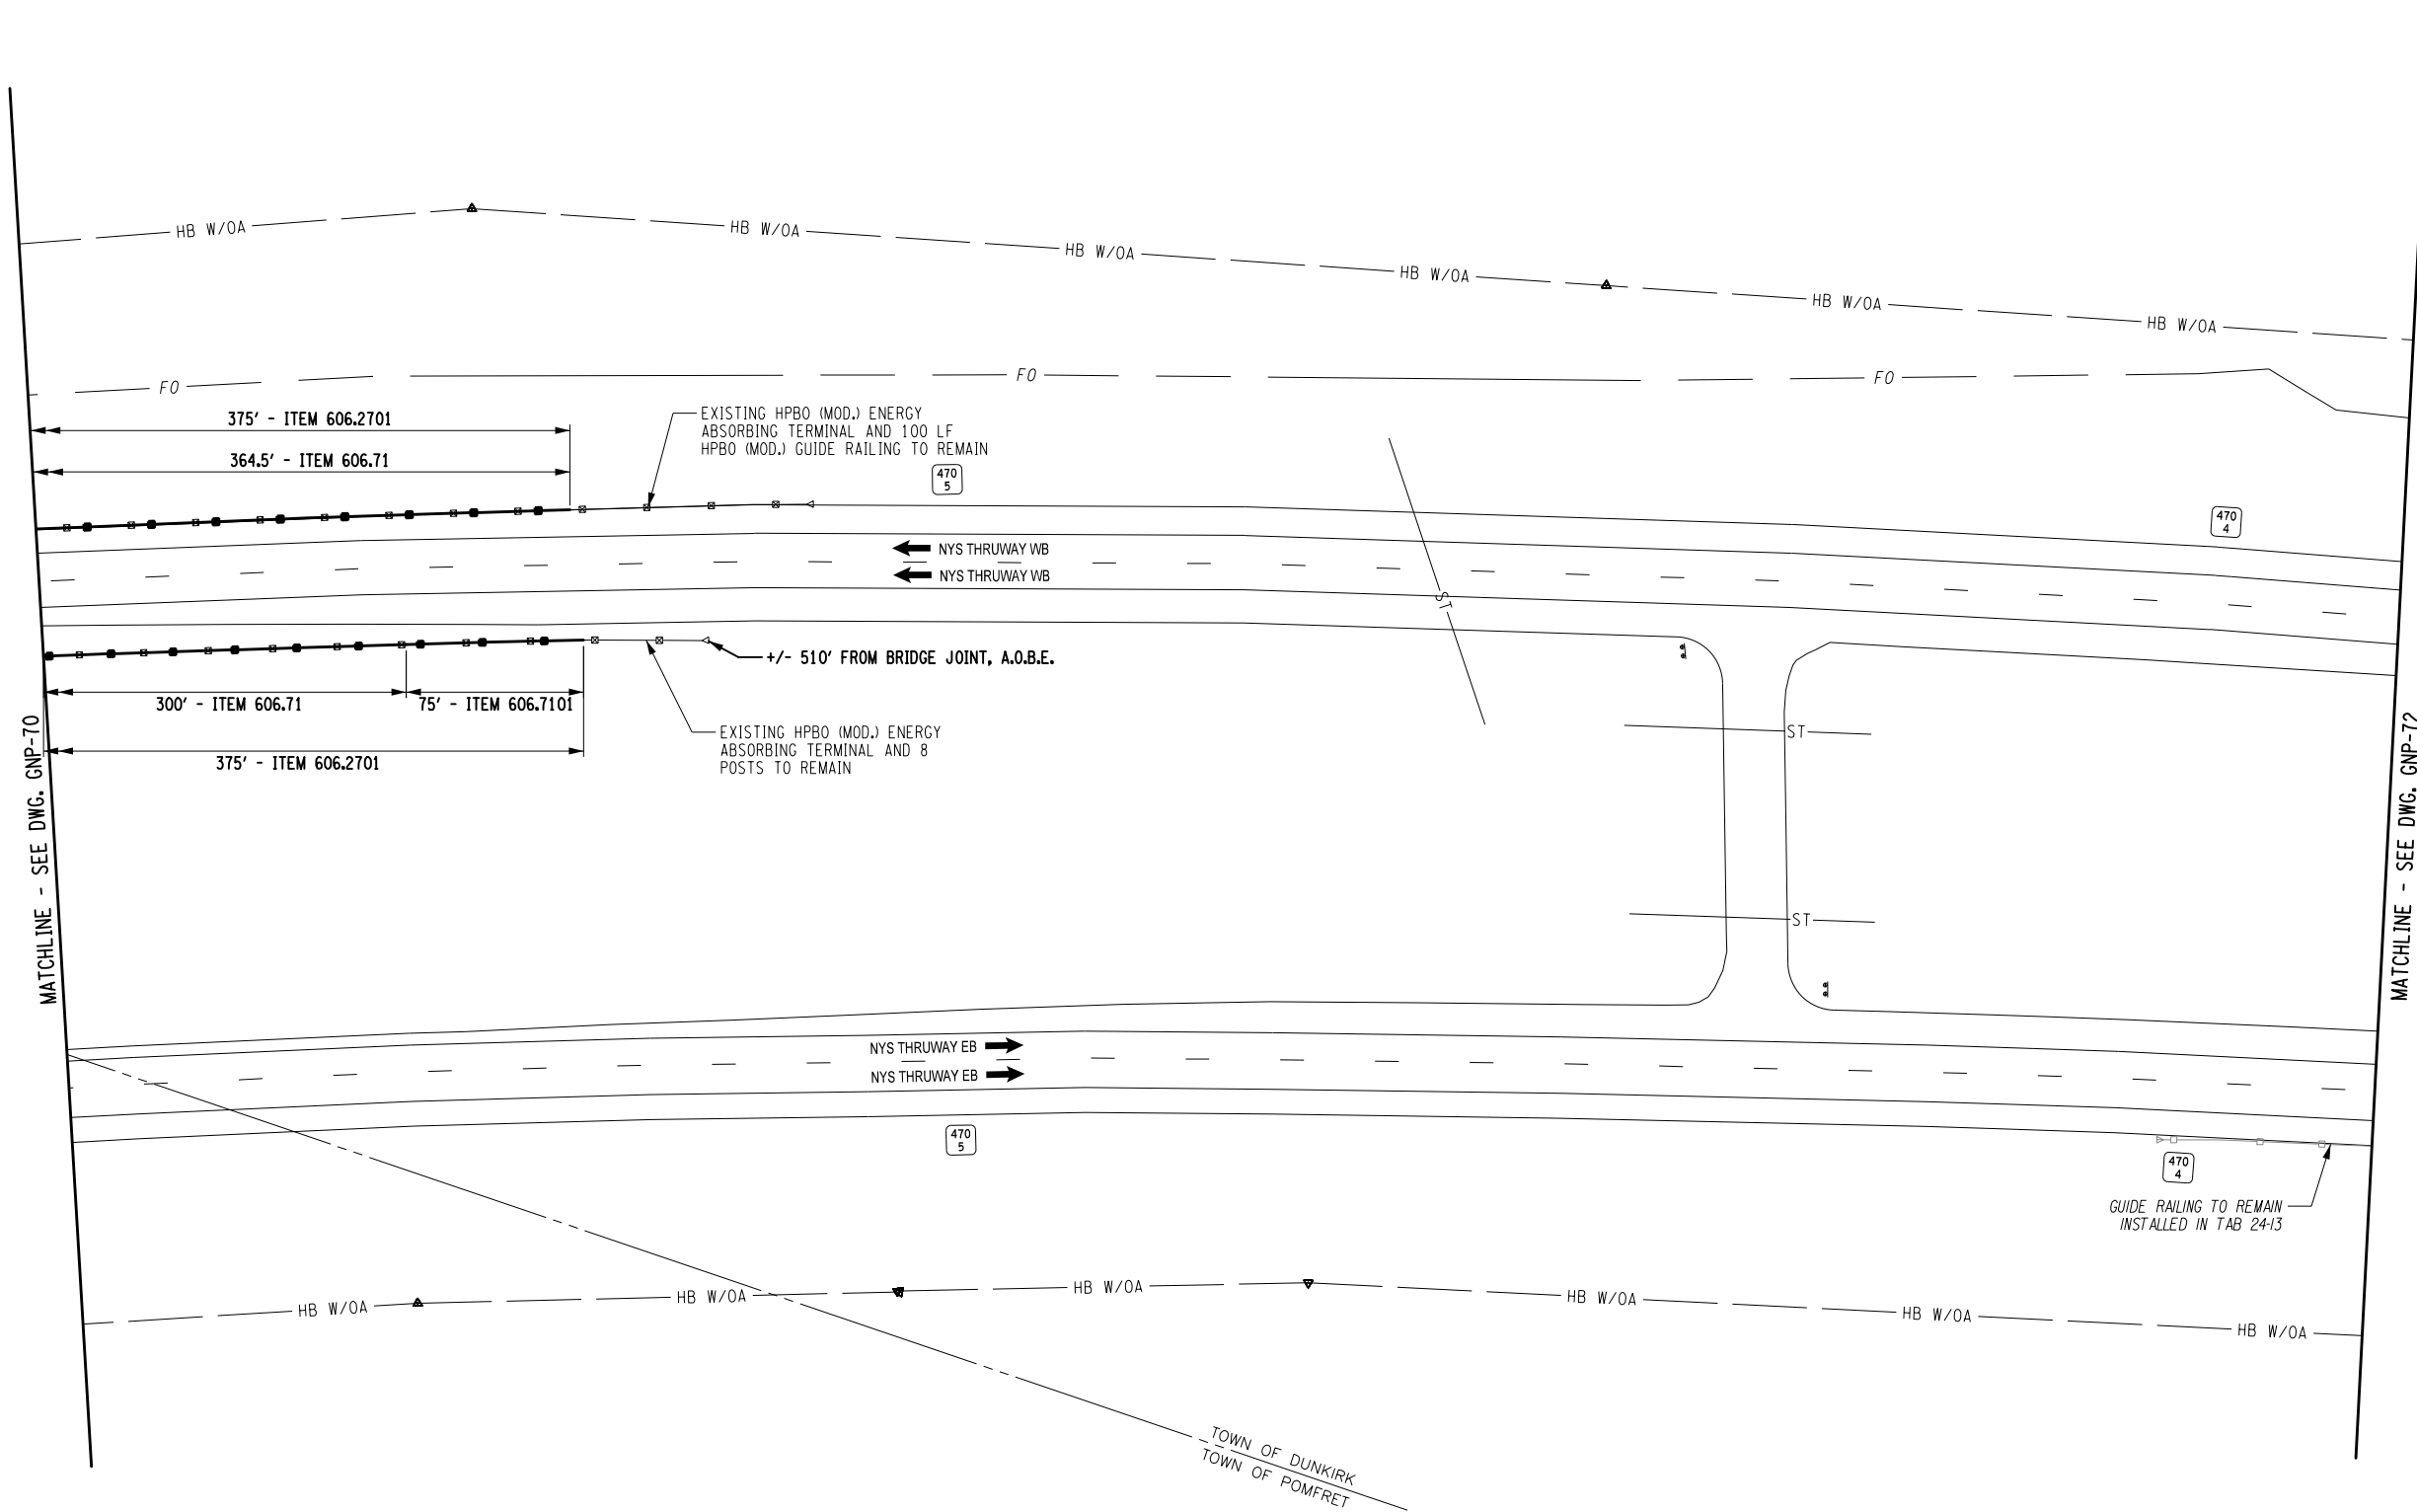 HB W/OA
HB W/OA
HB W/OA
HB W/OA
HB W/OA
HB W/OA
FO
FO
FO
375' - ITEM 606.2701
364.5' - ITEM 606.71
EXISTING HPBO (MOD.) ENERGY
ABSORBING TERMINAL AND 100 LF
HPBO (MOD.) GUIDE RAILING TO REMAIN
470
5
470
4
NYS THRUWAY WB
NYS THRUWAY WB
ST
+/- 510' FROM BRIDGE JOINT, A.O.B.E.
300' - ITEM 606.71
75' - ITEM 606.7101
375' - ITEM 606.2701
EXISTING HPBO (MOD.) ENERGY
ABSORBING TERMINAL AND 8
POSTS TO REMAIN
ST
ST
MATCHLINE - SEE DWG. GNP-70
MATCHLINE - SEE DWG. GNP-72
NYS THRUWAY EB
NYS THRUWAY EB
470
5
470
4
GUIDE RAILING TO REMAIN
INSTALLED IN TAB 24-13
HB W/OA
HB W/OA
HB W/OA
HB W/OA
HB W/OA
HB W/OA
TOWN OF DUNKIRK
TOWN OF POMFRET